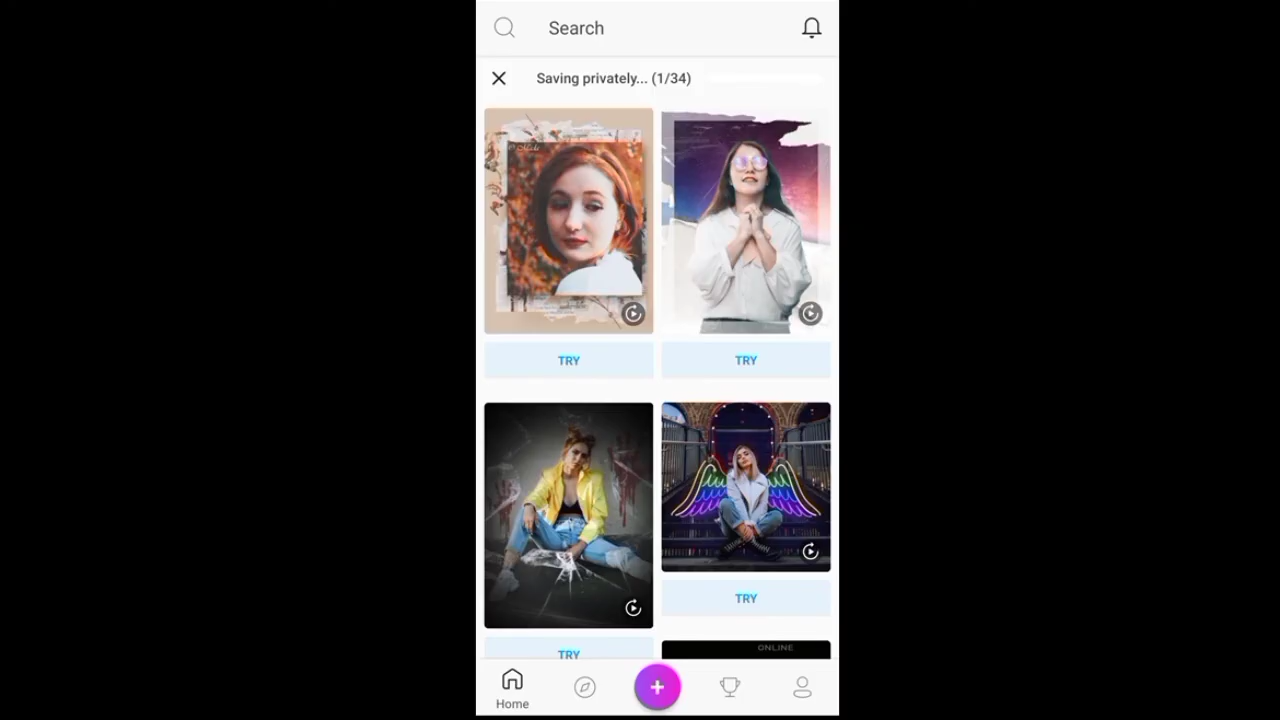 Search
Saving privately... (1/34)
TRY
TRY
TRY
TRY
ONLINE
Home